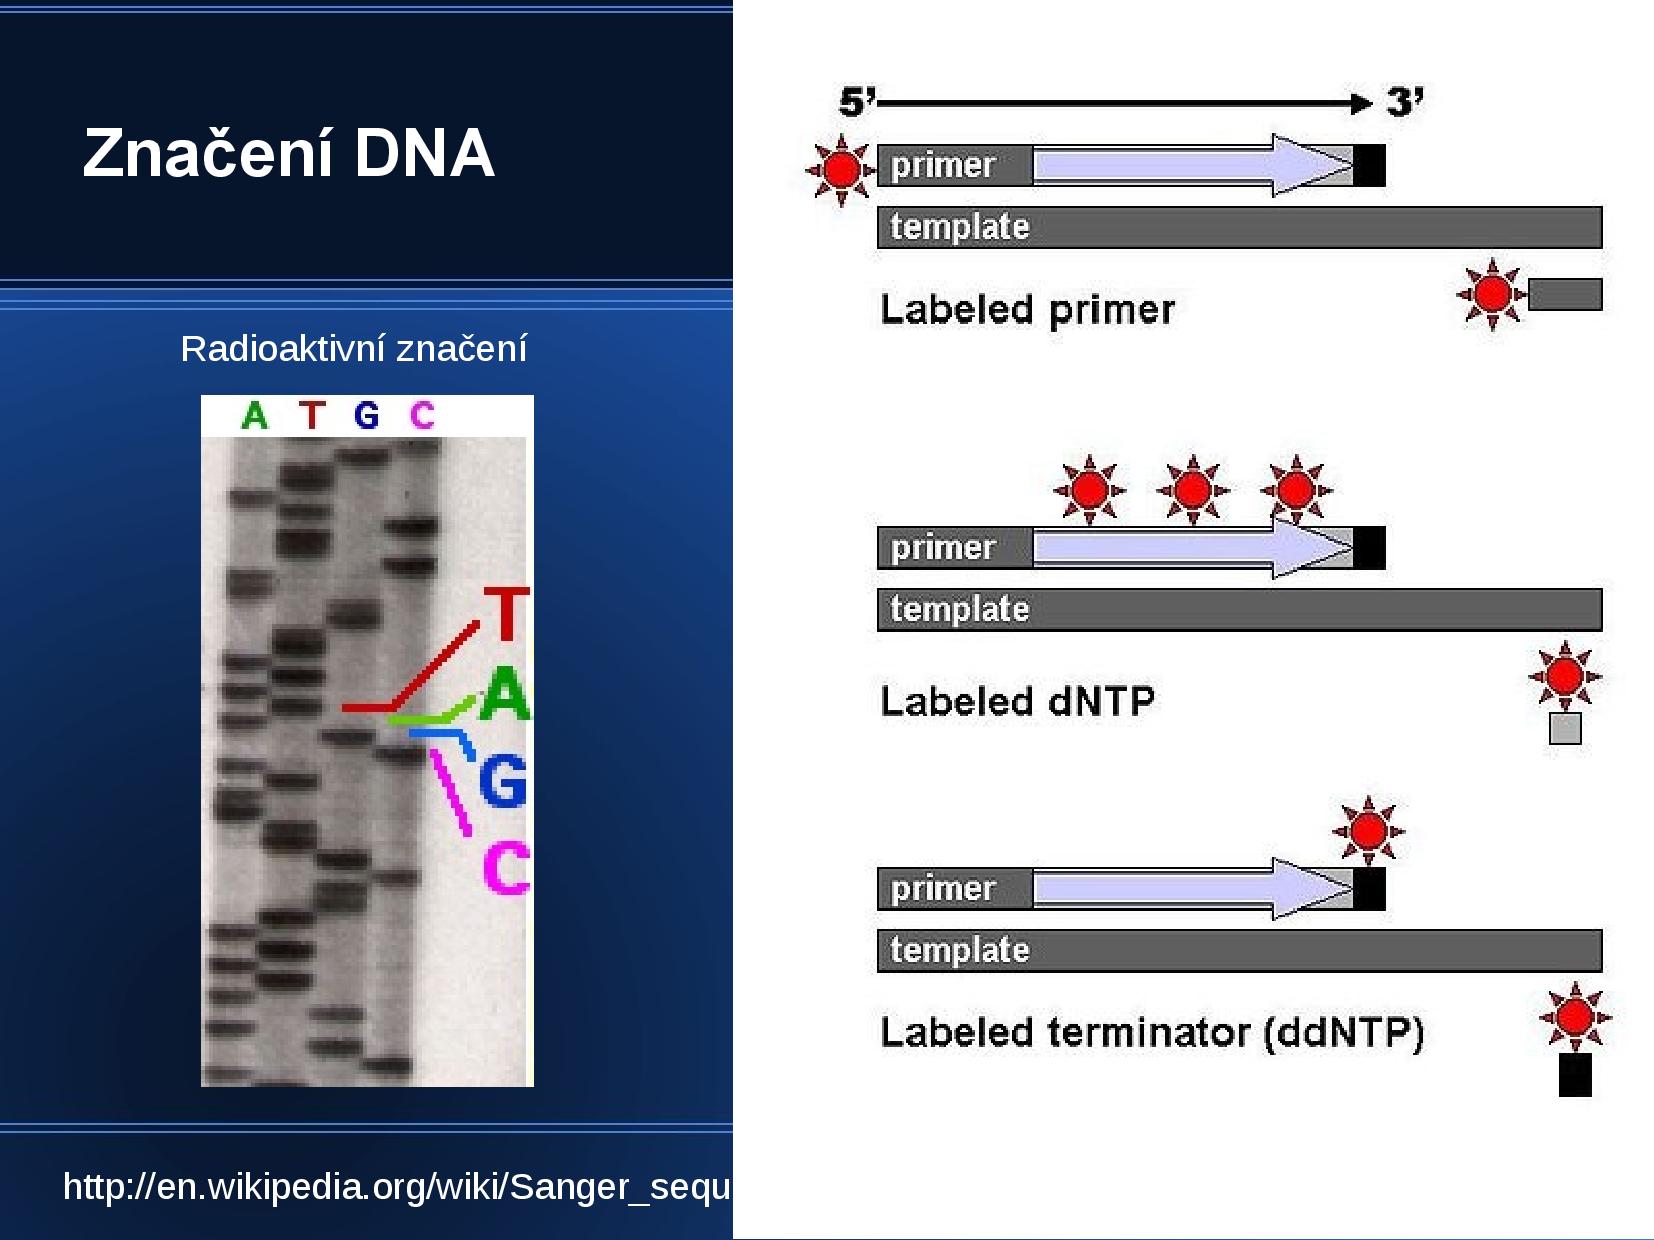 Značení DNA
Radioaktivní značení
A T G C
T
A
G
C
http://en.wikipedia.org/wiki/Sanger_sequ
5’ 3’
primer
template
Labeled primer
primer
template
Labeled dNTP
primer
template
Labeled terminator (ddNTP)